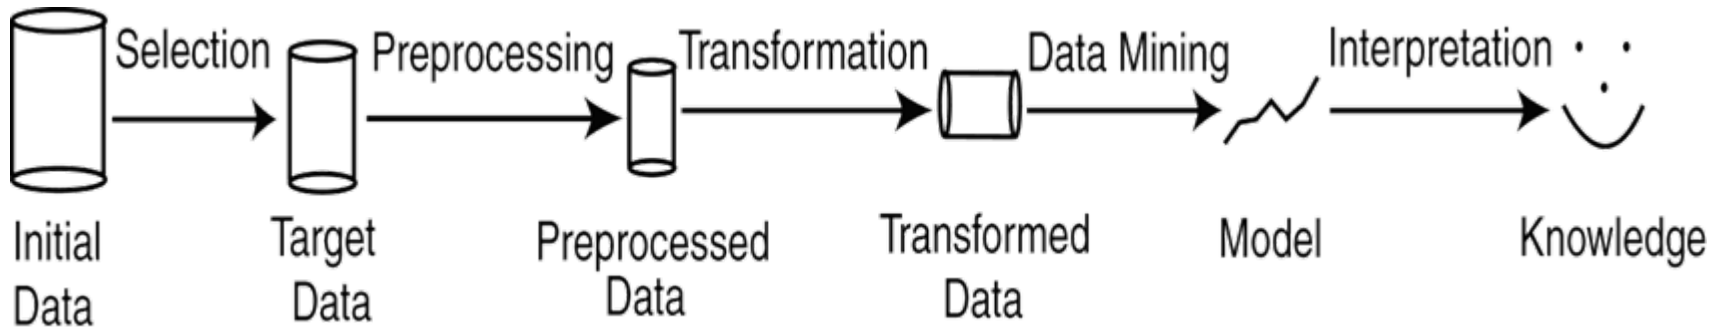 Selection
Preprocessing
Transformation
Data Mining
Interpretation
Initial
Data
Target
Data
Preprocessed
Data
Transformed
Data
Model
Knowledge